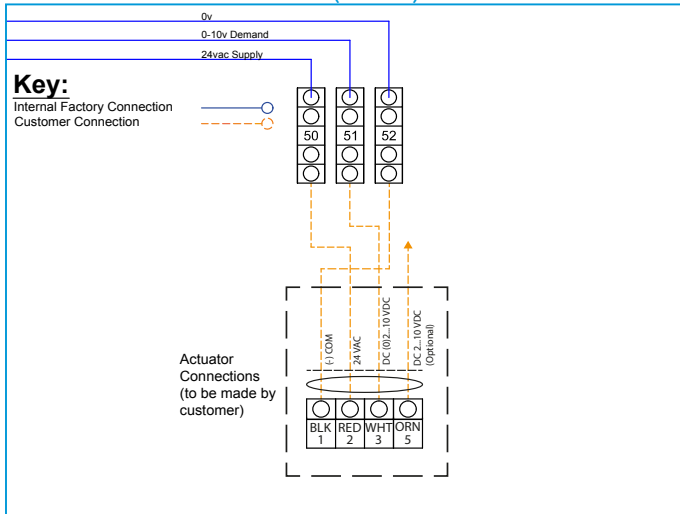 0v
0-10v Demand
24vac Supply
Key:
Internal Factory Connection
Customer Connection
50 51 52
(-) COM
24 VAC
DC (0)2...10 VDC
DC 2...10 VDC
(Optional)
Actuator
Connections
(to be made by
customer)
BLK RED WHT ORN
1 2 3 5